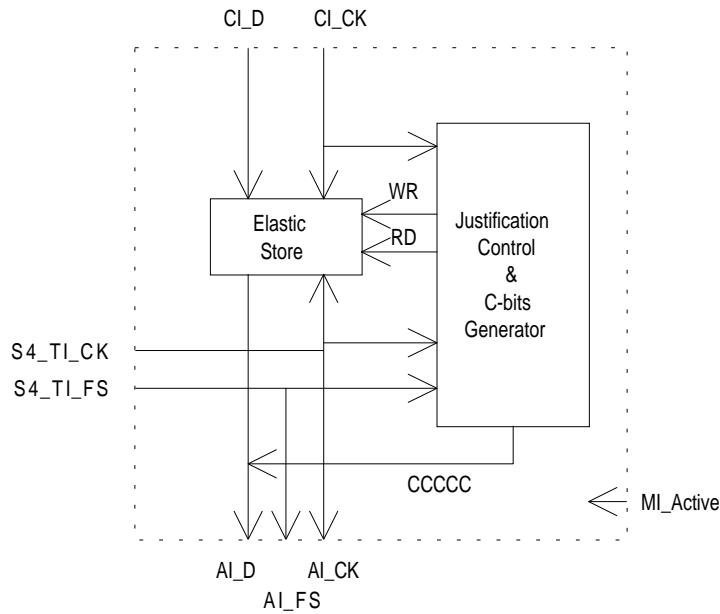 CI_D
CI_CK
WR
Elastic
Store
RD
Justification
Control
&
C-bits
Generator
S4_TI_CK
S4_TI_FS
CCCCC
MI_Active
AI_D
AI_CK
AI_FS